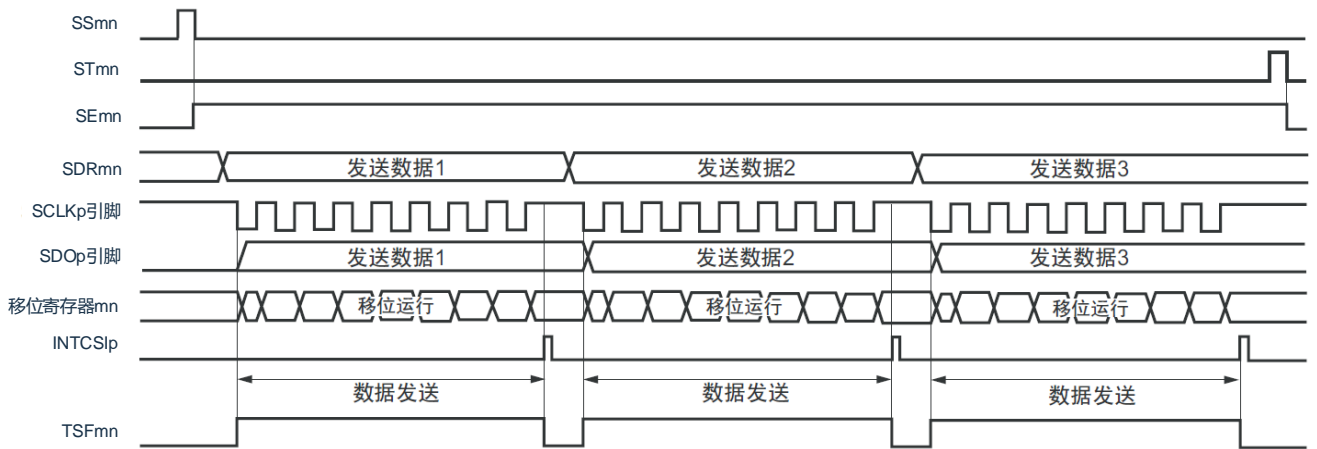 SSmn
STmn
SEmn
SDRmn 发送数据1 发送数据2 发送数据3
SCLKp引脚
SDOp引脚 发送数据1 发送数据2 发送数据3
移位寄存器mn 移位运行 移位运行 移位运行
INTCSIp
数据发送 数据发送 数据发送
TSFmn